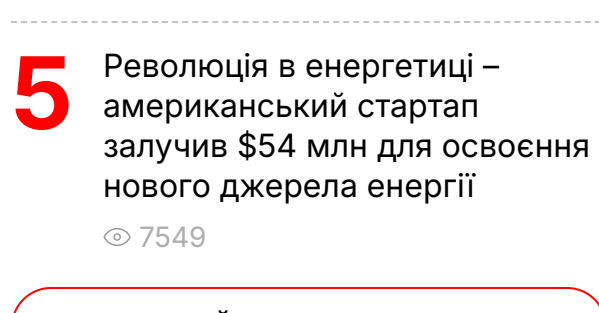 5
Революція в енергетиці –
американський стартап
залучив $54 млн для освоєння
нового джерела енергії
7549